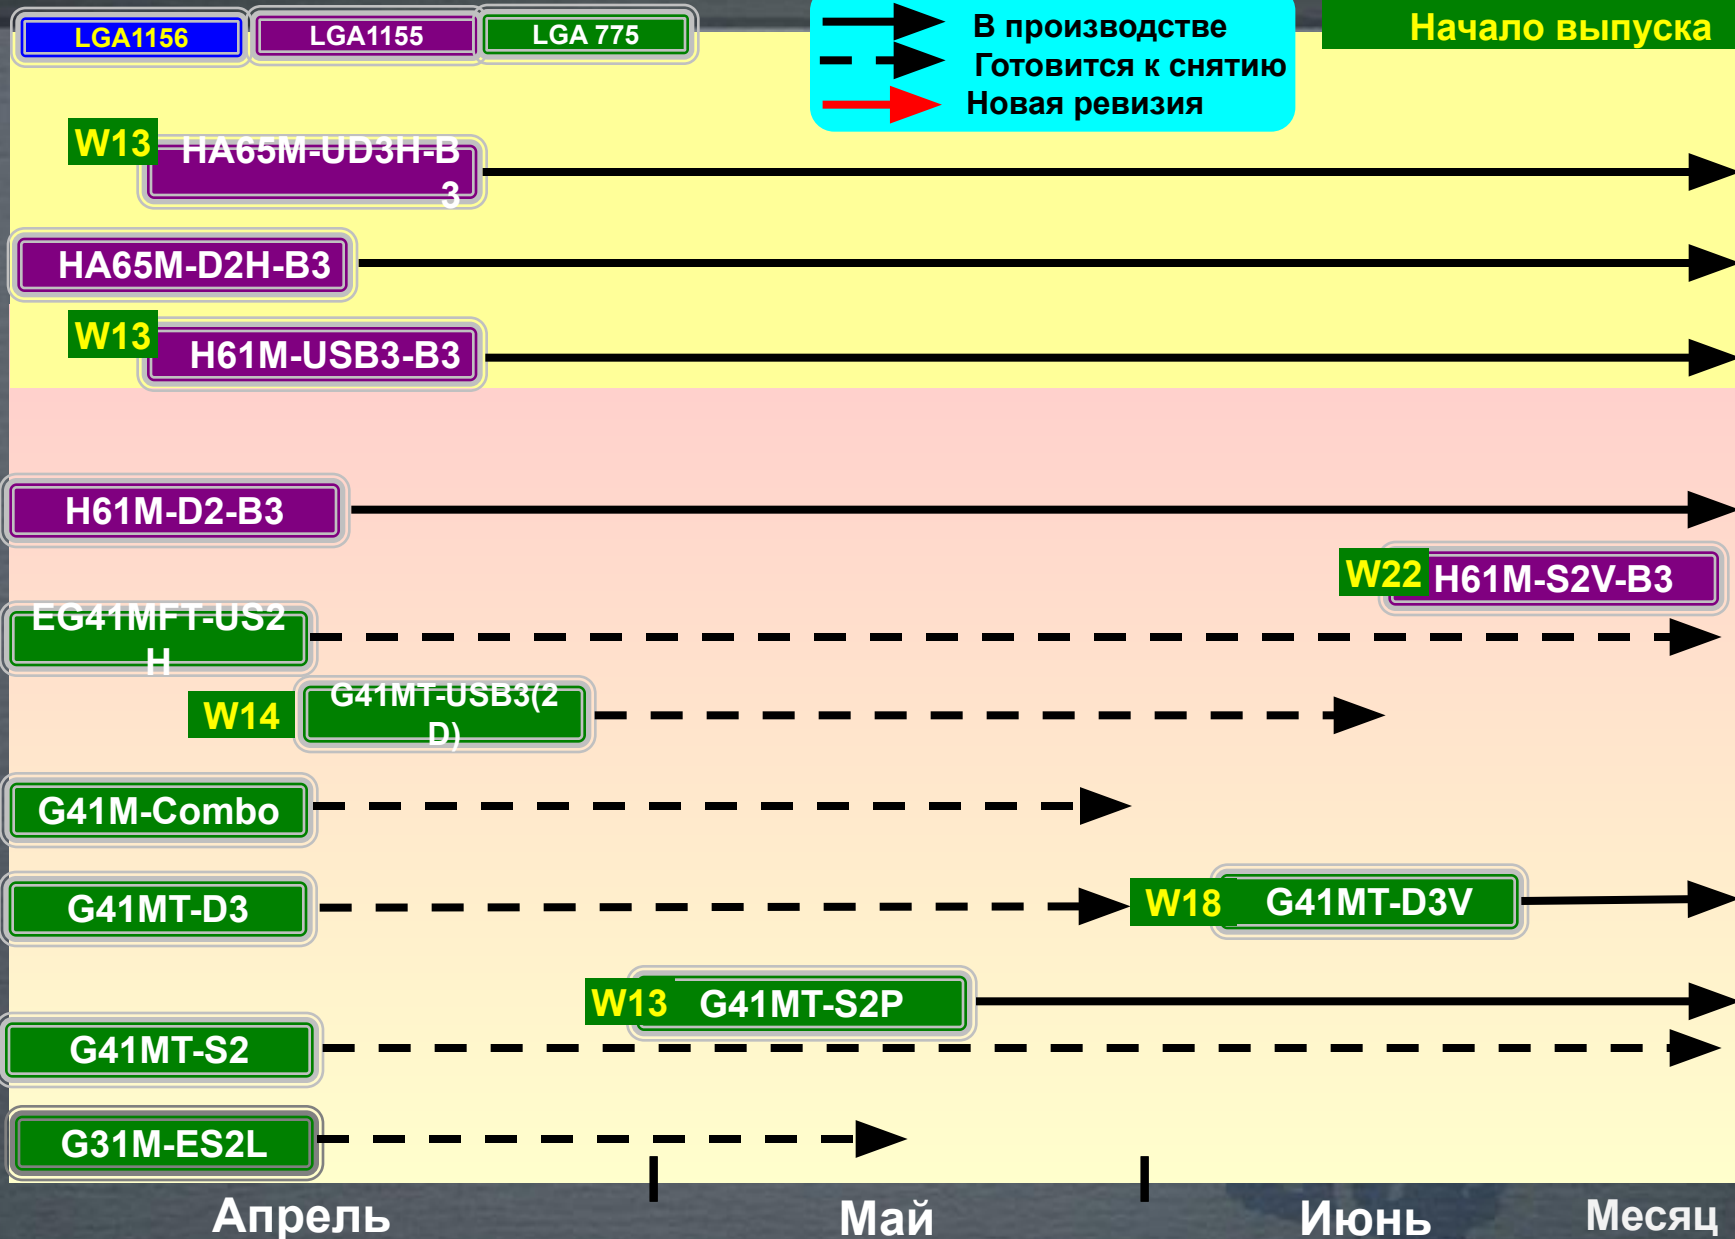 LGA1156
LGA1155
LGA 775
В производстве
Готовится к снятию
Новая ревизия
Начало выпуска
W13
HA65M-UD3H-B
3
HA65M-D2H-B3
W13
H61M-USB3-B3
H61M-D2-B3
W22
H61M-S2V-B3
EG41MFT-US2
H
W14
G41MT-USB3(2
D)
G41M-Combo
G41MT-D3
W18
G41MT-D3V
W13
G41MT-S2P
G41MT-S2
G31M-ES2L
Апрель
Май
Июнь
Месяц